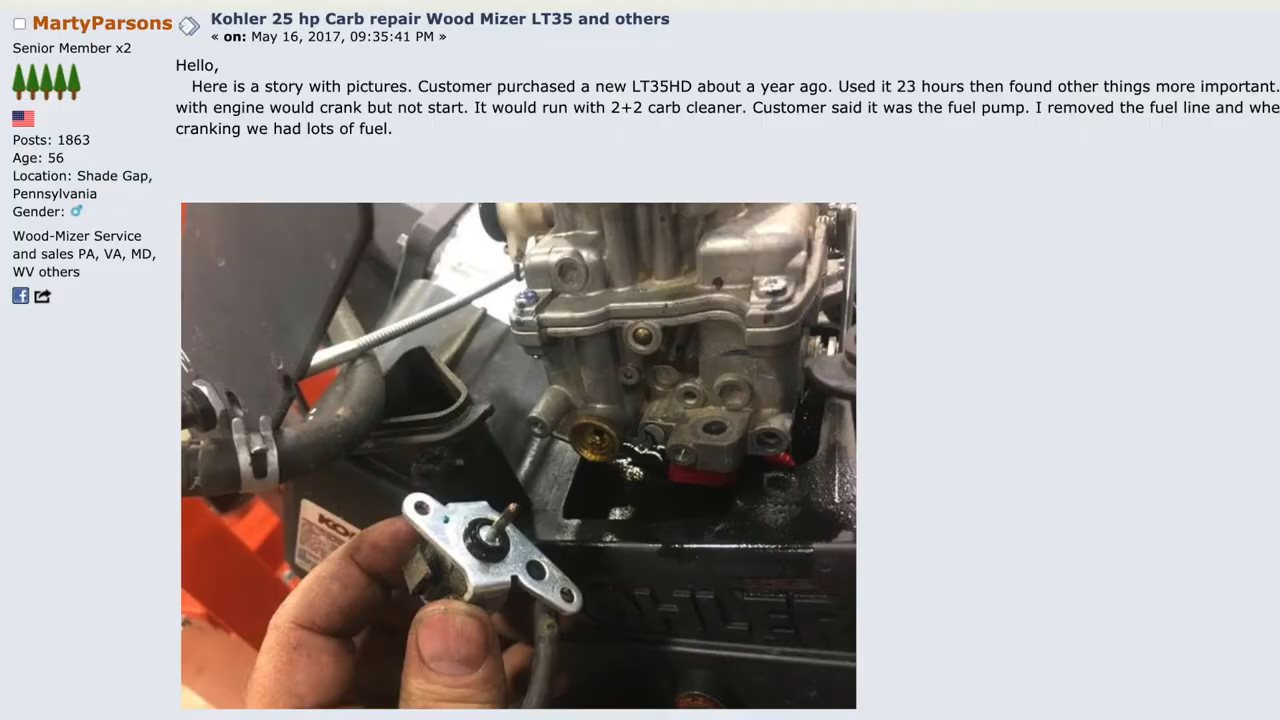 MartyParsons
Senior Member x2
Posts: 1863
Age: 56
Location: Shade Gap,
Pennsylvania
Gender:
Wood-Mizer Service
and sales PA, VA, MD,
WV others
Kohler 25 hp Carb repair Wood Mizer LT35 and others
« on: May 16, 2017, 09:35:41 PM »
Hello,
Here is a story with pictures. Customer purchased a new LT35HD about a year ago. Used it 23 hours then found other things more important.
with engine would crank but not start. It would run with 2+2 carb cleaner. Customer said it was the fuel pump. I removed the fuel line and whe
cranking we had lots of fuel.
KO
OHLER